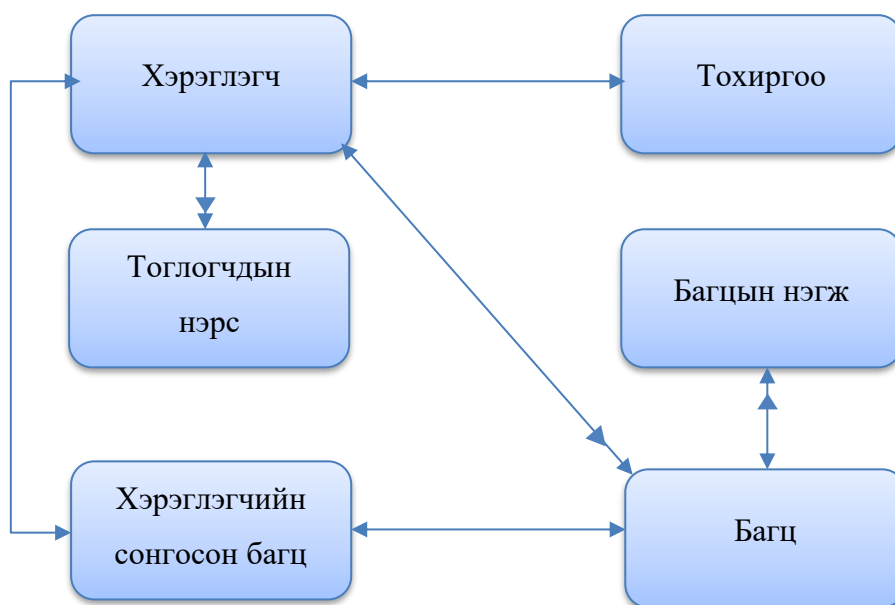 Хэрэглэгч
Тохиргоо
Тоглогчдын
нэрс
Багцын нэгж
Хэрэглэгчийн
сонгосон багц
Багц